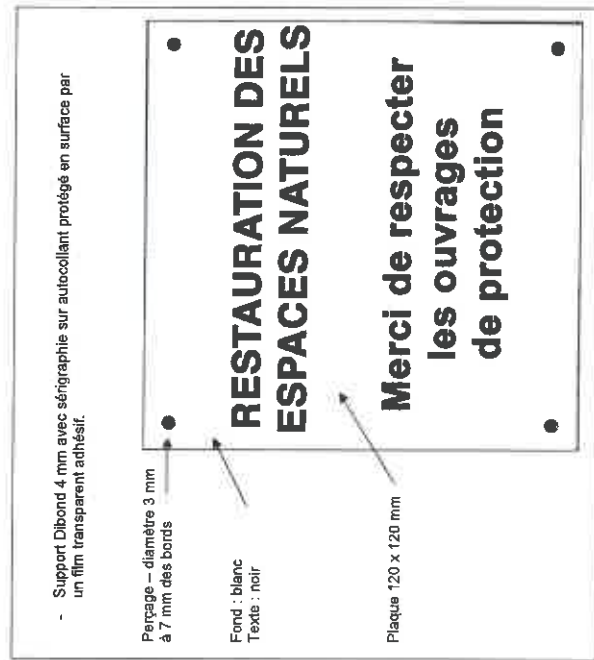 - Support Dibond 4 mm avec sérigraphie sur autocollant protégé en surface par
un film transparent adhésif.
Perçage – diamètre 3 mm
à 7 mm des bords
Fond : blanc
Texte : noir
Plaque 120 x 120 mm
RESTAURATION DES
ESPACES NATURELS
Merci de respecter
les ouvrages
de protection